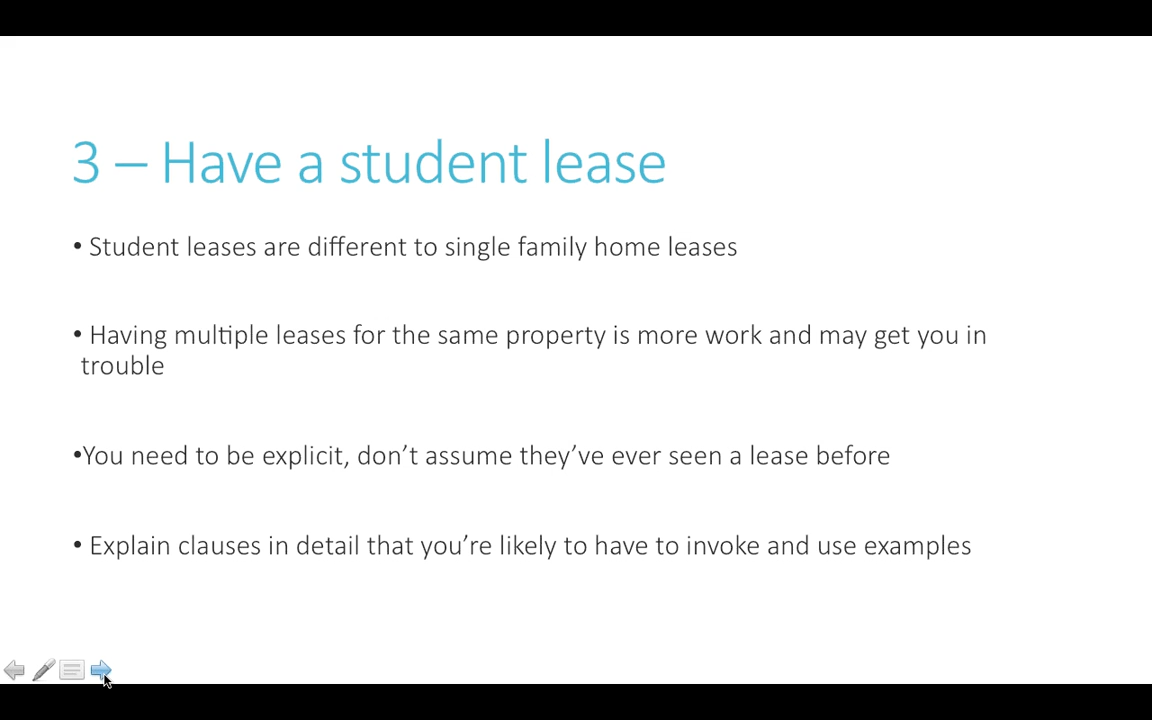 3 – Have a student lease
• Student leases are different to single family home leases
• Having multiple leases for the same property is more work and may get you in
trouble
•You need to be explicit, don’t assume they’ve ever seen a lease before
• Explain clauses in detail that you’re likely to have to invoke and use examples